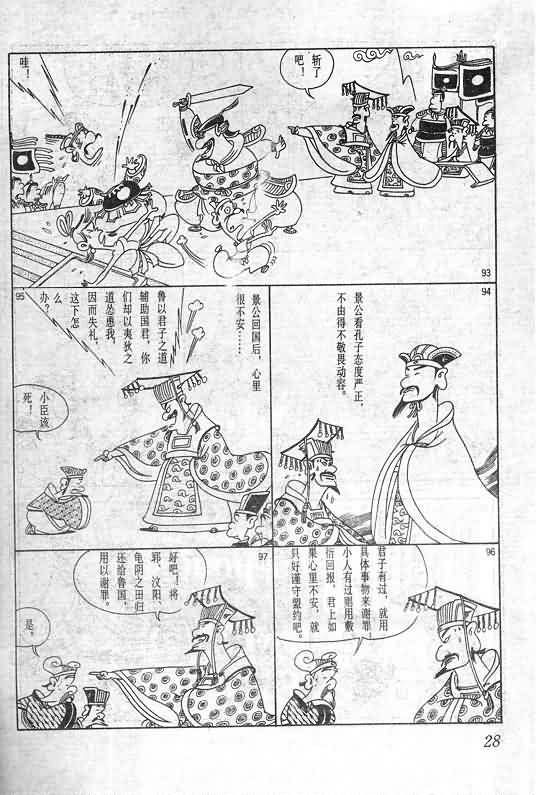 斩了
吧！
哇！
93
94
景公看孔子态度严正，
不由得不敬畏动容。
景公回国后，心里
很不安……
95
鲁以君子之道
辅助国君，你
们却以夷狄之
道怂恿我，
因而失礼，
这下怎
么
办？
小臣该
死！
96
君子有过，就用
具体事物来谢罪
小人有过则用敷
衍回报。君上如
果心里不安，就
只好谨守盟约吧。
97
好吧！将
郓、汶阳、
龟阴之田归
还给鲁国，
用以谢罪。
是。
28